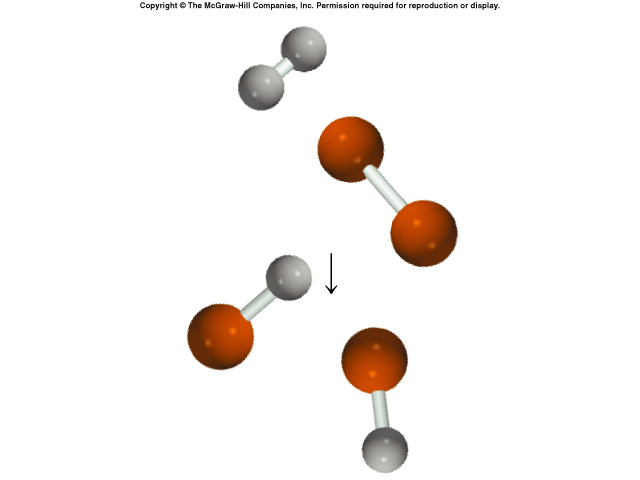 Copyright © The McGraw-Hill Companies, Inc. Permission required for reproduction or display.